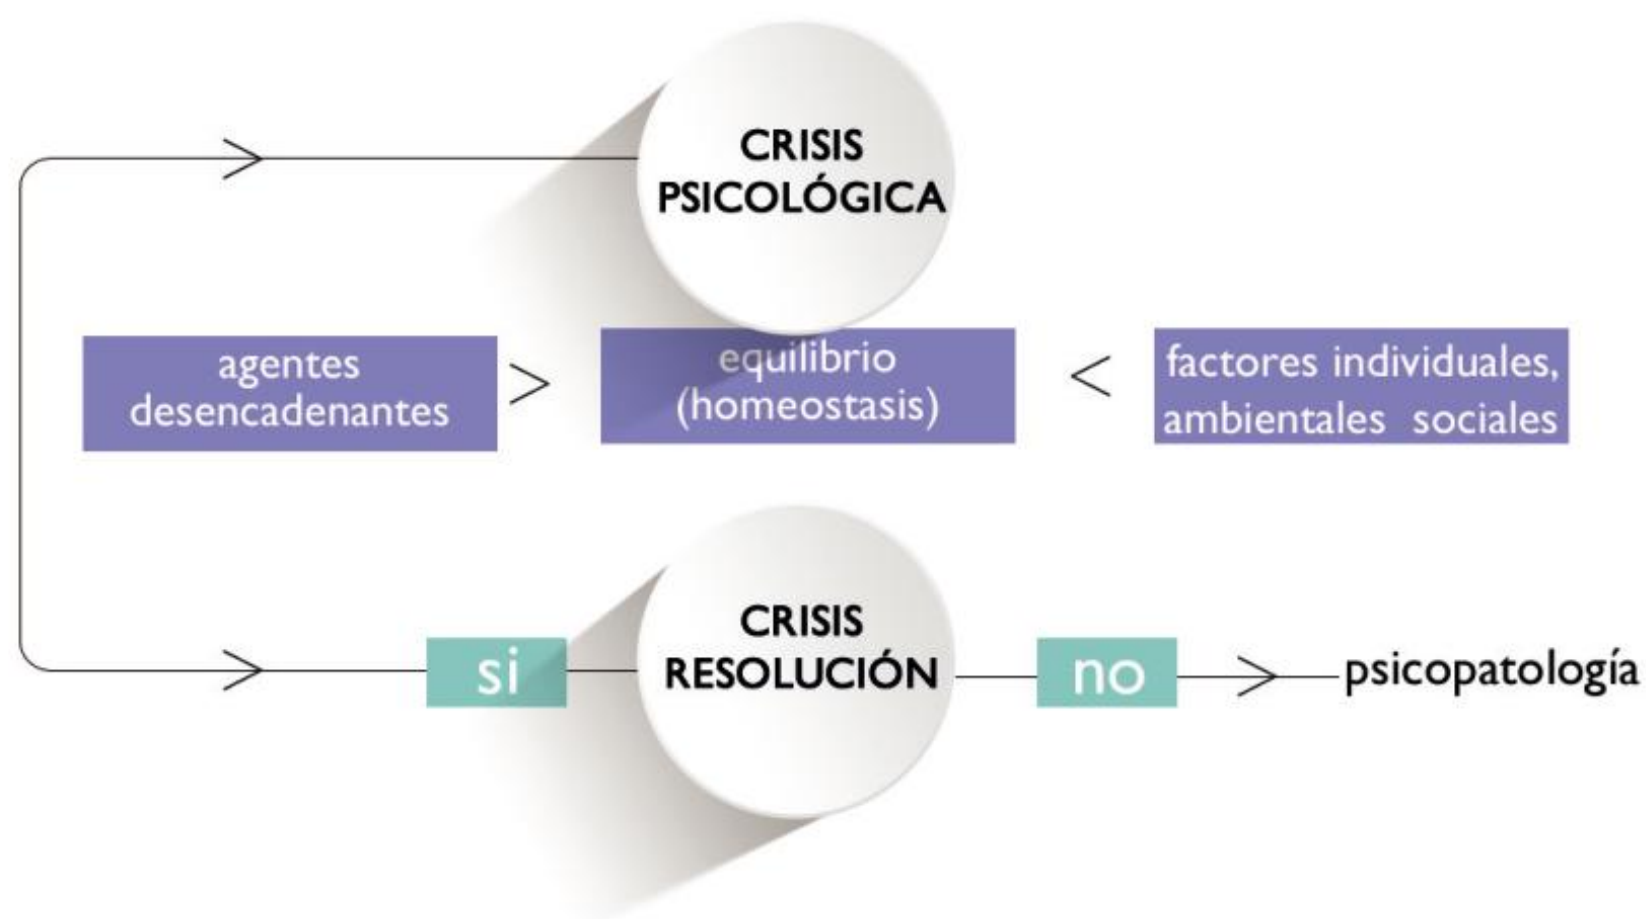 CRISIS
PSICOLÓGICA
agentes
desencadenantes
>
equilibrio
(homeostasis)
<
factores individuales,
ambientales sociales
si
CRISIS
RESOLUCIÓN
no
psicopatología